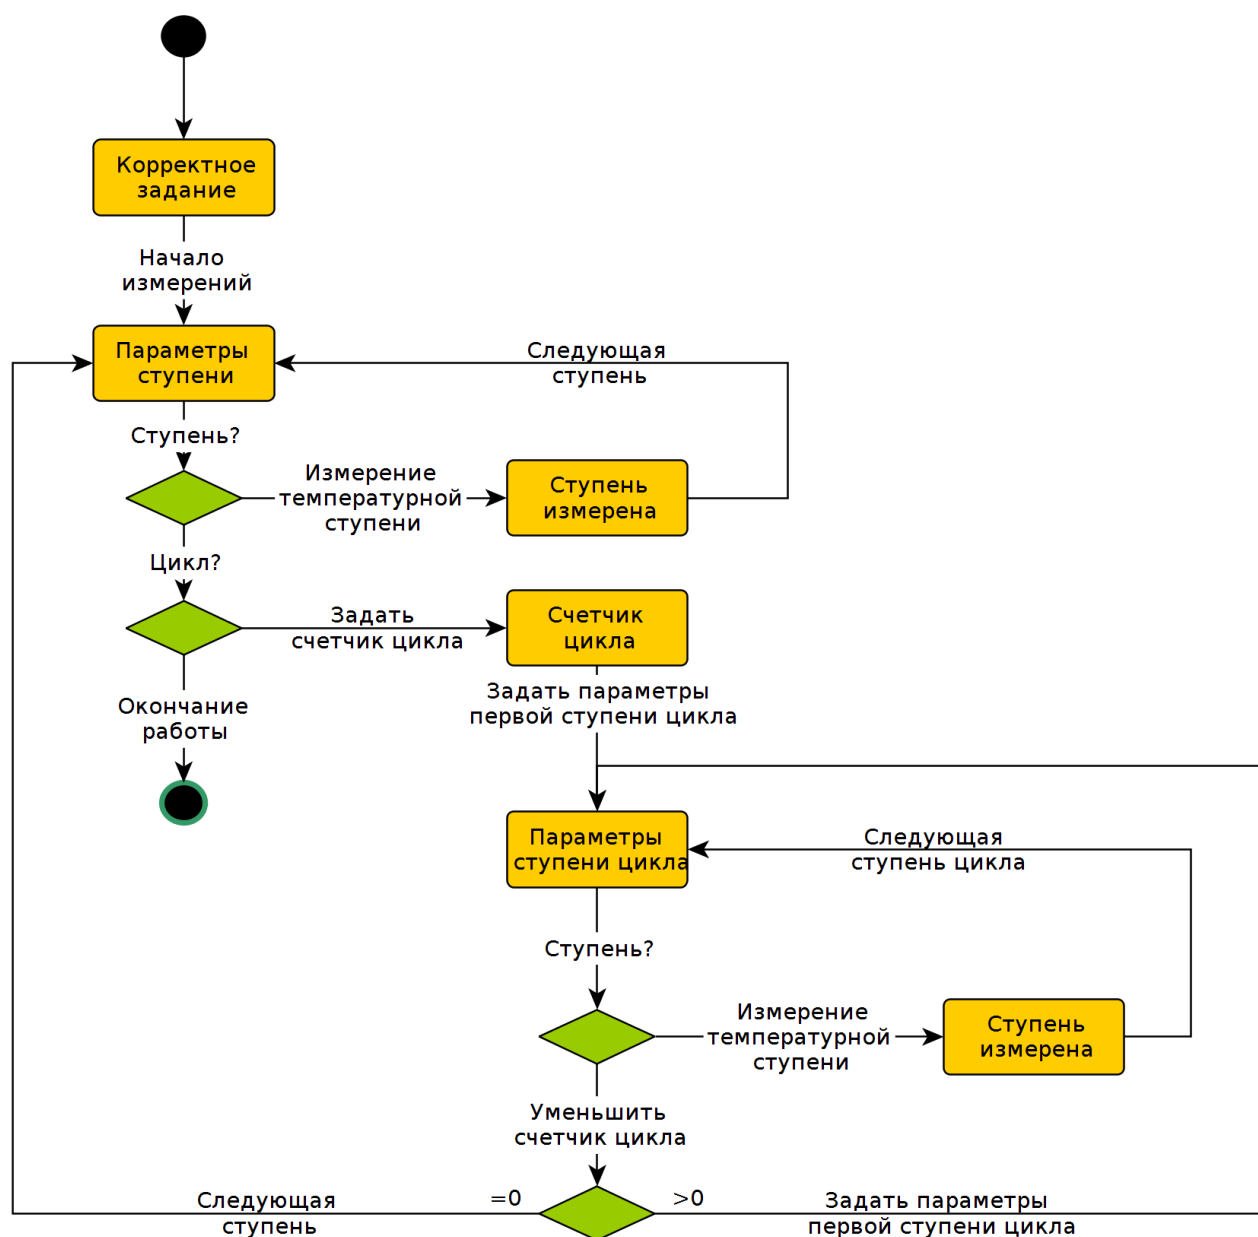 Корректное
задание
Начало
измерений
Параметры
ступени
Следующая
ступень
Ступень?
Измерение
температурной
ступени
Ступень
измерена
Цикл?
Задать
счетчик цикла
Счетчик
цикла
Окончание
работы
Задать параметры
первой ступени цикла
Параметры
ступени цикла
Следующая
ступень цикла
Ступень?
Измерение
температурной
ступени
Ступень
измерена
Уменьшить
счетчик цикла
Следующая
ступень
=0
>0
Задать параметры
первой ступени цикла